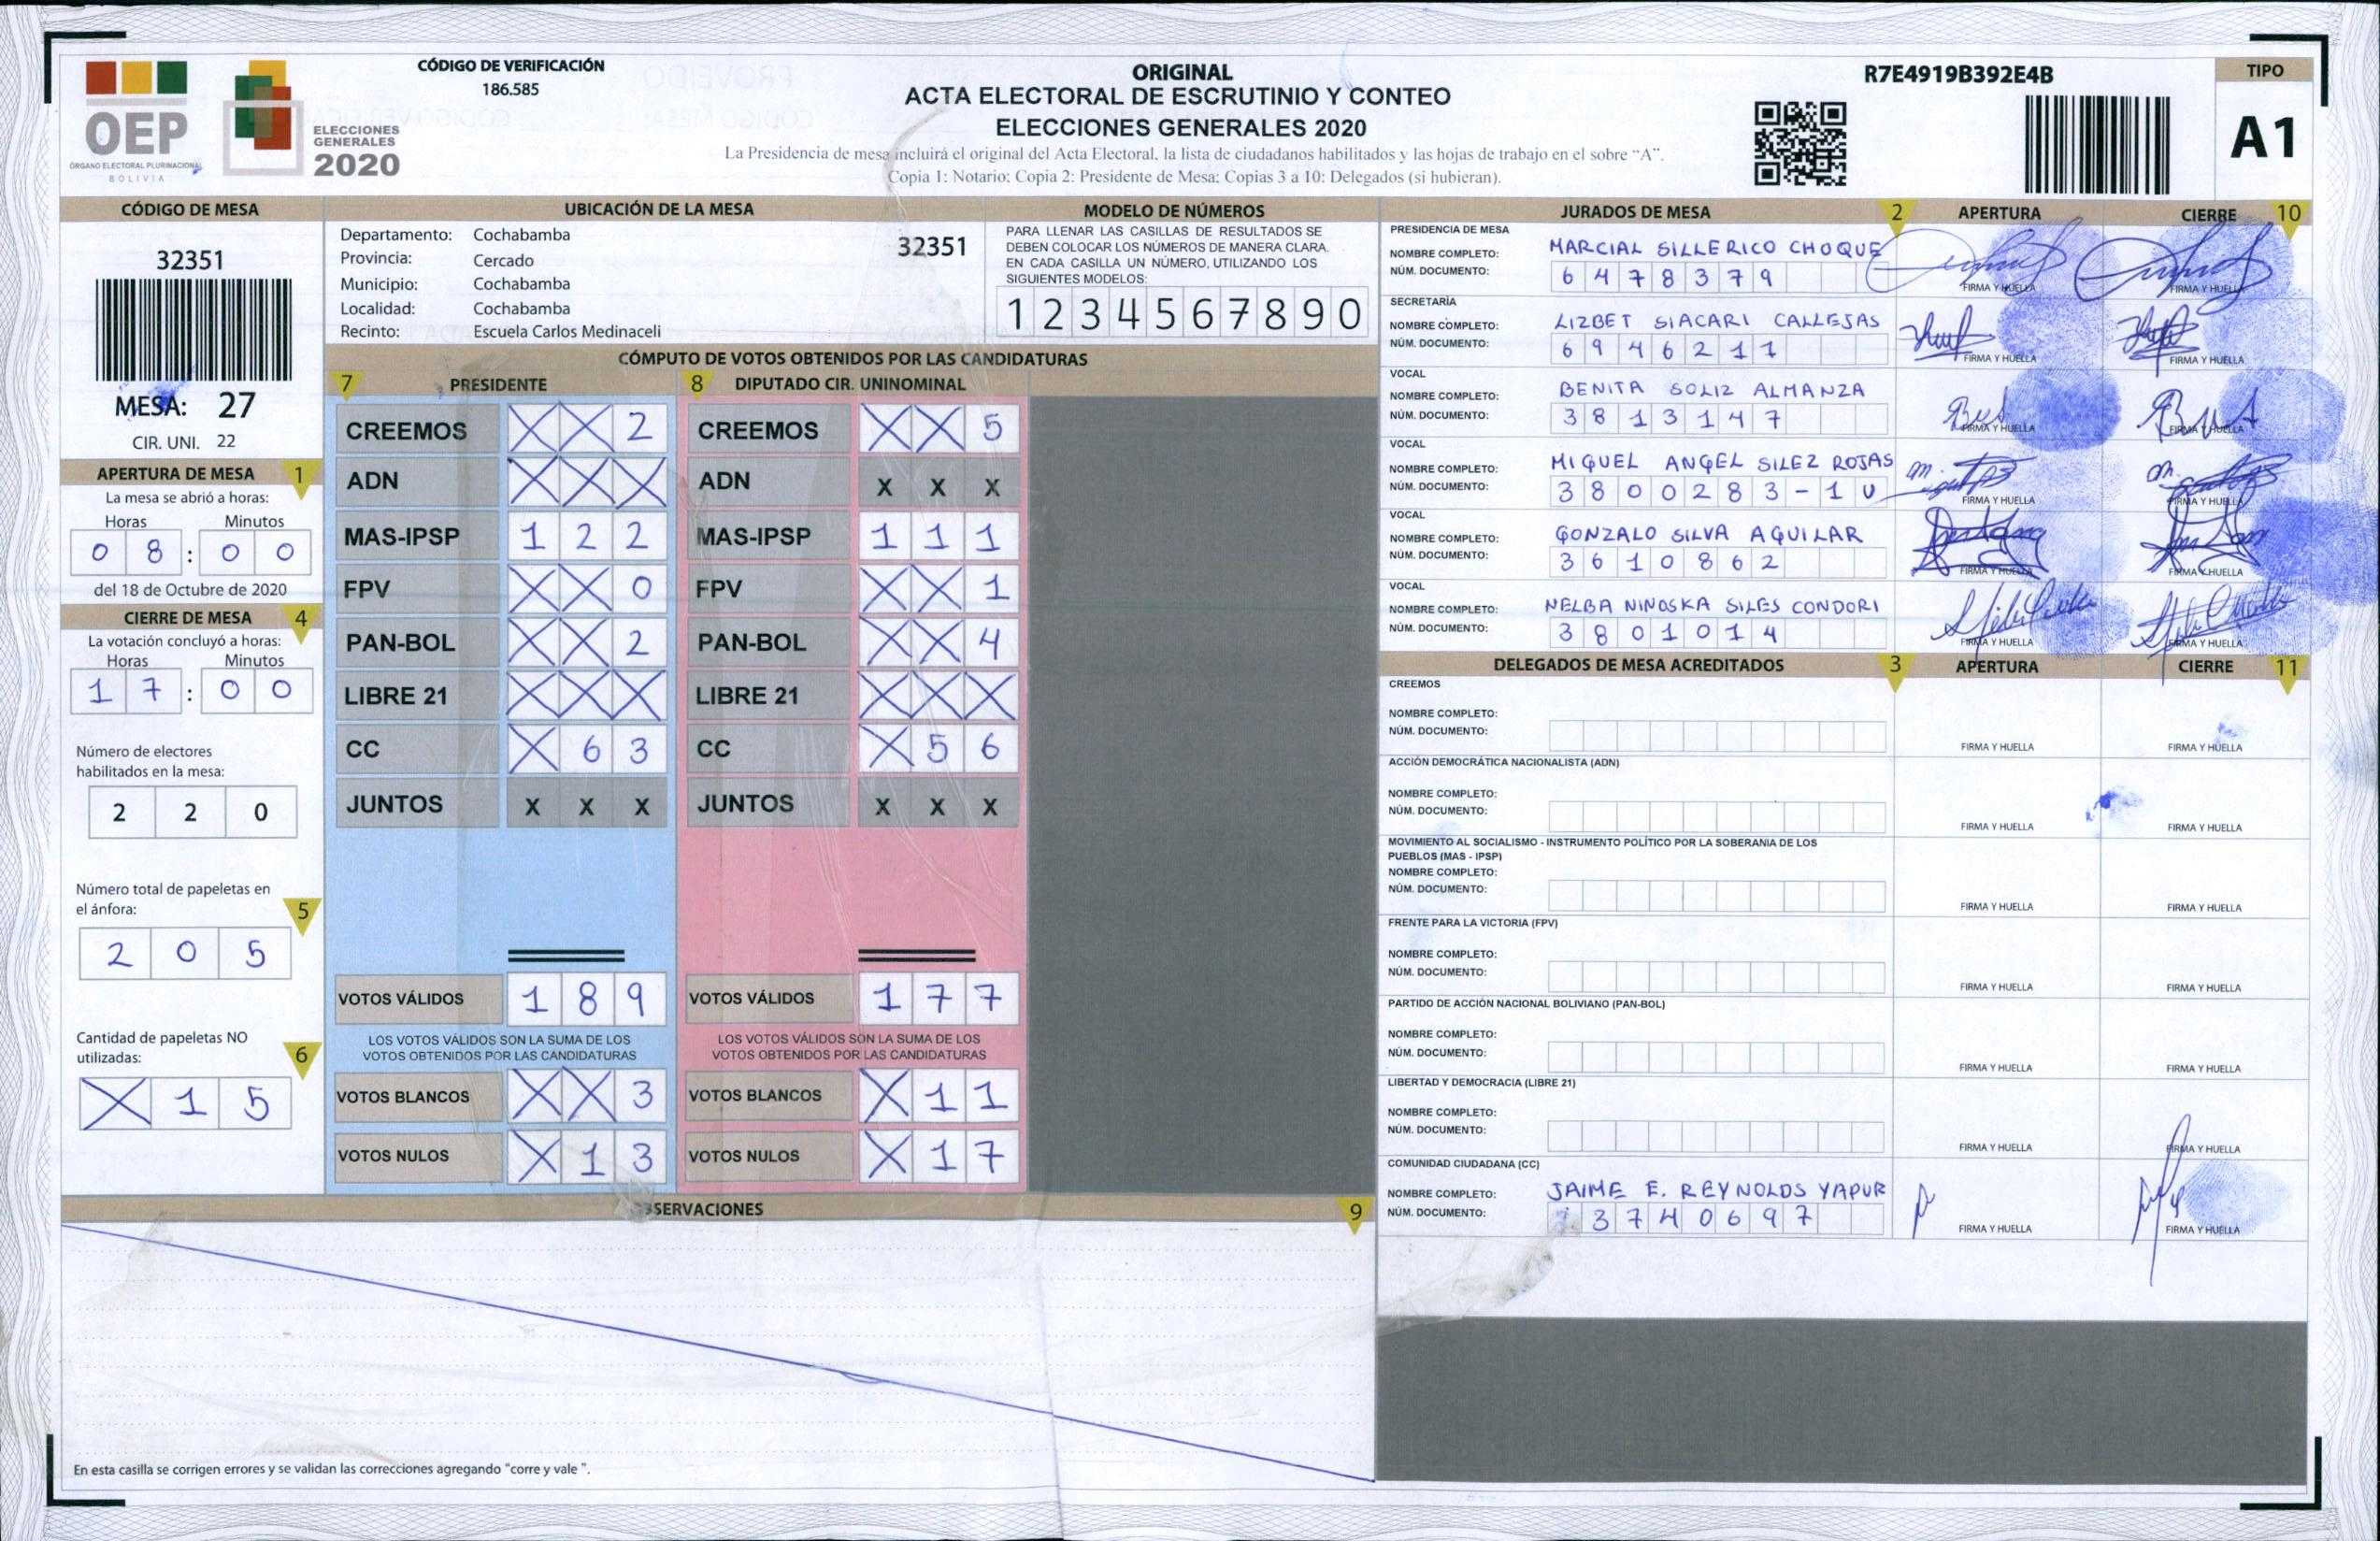 OEP
ÓRGANO ELECTORAL PLURINACIONAL
BOLIVIA
ELECCIONES
GENERALES
2020
CÓDIGO DE VERIFICACIÓN
186.585
ORIGINAL
ACTA ELECTORAL DE ESCRUTINIO Y CONTEO
ELECCIONES GENERALES 2020
La Presidencia de mesa incluirá el original del Acta Electoral, la lista de ciudadanos habilitados y las hojas de trabajo en el sobre “A”.
Copia 1: Notario; Copia 2: Presidente de Mesa; Copias 3 a 10: Delegados (si hubieran).
R7E4919B392E4B
TIPO
A1
CÓDIGO DE MESA
32351
MESA: 27
CIR. UNI. 22
APERTURA DE MESA 1
La mesa se abrió a horas:
Horas Minutos
0 8 : 0 0
del 18 de Octubre de 2020
CIERRE DE MESA 4
La votación concluyó a horas:
Horas Minutos
1 7 : 0 0
Número de electores
habilitados en la mesa:
2 2 0
Número total de papeletas en
el ánfora: 5
2 0 5
Cantidad de papeletas NO
utilizadas: 6
X 1 5
UBICACIÓN DE LA MESA
Departamento: Cochabamba
Provincia: Cercado
Municipio: Cochabamba
Localidad: Cochabamba
Recinto: Escuela Carlos Medinaceli
32351
MODELO DE NÚMEROS
PARA LLENAR LAS CASILLAS DE RESULTADOS SE
DEBEN COLOCAR LOS NÚMEROS DE MANERA CLARA.
EN CADA CASILLA UN NÚMERO, UTILIZANDO LOS
SIGUIENTES MODELOS:
1 2 3 4 5 6 7 8 9 0
CÓMPUTO DE VOTOS OBTENIDOS POR LAS CANDIDATURAS
7 PRESIDENTE 8 DIPUTADO CIR. UNINOMINAL
CREEMOS X X 2 CREEMOS X X 5
ADN X X X ADN X X X
MAS-IPSP 1 2 2 MAS-IPSP 1 1 1
FPV X X 0 FPV X X 1
PAN-BOL X X 2 PAN-BOL X X 4
LIBRE 21 X X X LIBRE 21 X X X
CC X 6 3 CC X 5 6
JUNTOS X X X JUNTOS X X X
VOTOS VÁLIDOS 1 8 9 VOTOS VÁLIDOS 1 7 7
LOS VOTOS VÁLIDOS SON LA SUMA DE LOS LOS VOTOS VÁLIDOS SON LA SUMA DE LOS
VOTOS OBTENIDOS POR LAS CANDIDATURAS VOTOS OBTENIDOS POR LAS CANDIDATURAS
VOTOS BLANCOS X X 3 VOTOS BLANCOS X 1 1
VOTOS NULOS X 1 3 VOTOS NULOS X 1 7
OBSERVACIONES 9
En esta casilla se corrigen errores y se validan las correcciones agregando "corre y vale ".
JURADOS DE MESA 2 APERTURA CIERRE 10
PRESIDENCIA DE MESA
NOMBRE COMPLETO: MARCIAL SILLERICO CHOQUE
NÚM. DOCUMENTO: 6 4 7 8 3 7 9
FIRMA Y HUELLA FIRMA Y HUELLA
SECRETARÍA
NOMBRE COMPLETO: LIZBET SIACARI CALLEJAS
NÚM. DOCUMENTO: 6 9 4 6 2 1 1
FIRMA Y HUELLA FIRMA Y HUELLA
VOCAL
NOMBRE COMPLETO: BENITA SOLIZ ALMANZA
NÚM. DOCUMENTO: 3 8 1 3 1 4 7
FIRMA Y HUELLA FIRMA Y HUELLA
VOCAL
NOMBRE COMPLETO: MIGUEL ANGEL SILEZ ROJAS
NÚM. DOCUMENTO: 3 8 0 0 2 8 3 - 1 U
FIRMA Y HUELLA FIRMA Y HUELLA
VOCAL
NOMBRE COMPLETO: GONZALO SILVA AGUILAR
NÚM. DOCUMENTO: 3 6 1 0 8 6 2
FIRMA Y HUELLA FIRMA Y HUELLA
VOCAL
NOMBRE COMPLETO: NELBA NINOSKA SILES CONDORI
NÚM. DOCUMENTO: 3 8 0 1 0 1 4
FIRMA Y HUELLA FIRMA Y HUELLA
DELEGADOS DE MESA ACREDITADOS 3 APERTURA CIERRE 11
CREEMOS
NOMBRE COMPLETO:
NÚM. DOCUMENTO:
FIRMA Y HUELLA FIRMA Y HUELLA
ACCIÓN DEMOCRÁTICA NACIONALISTA (ADN)
NOMBRE COMPLETO:
NÚM. DOCUMENTO:
FIRMA Y HUELLA FIRMA Y HUELLA
MOVIMIENTO AL SOCIALISMO - INSTRUMENTO POLÍTICO POR LA SOBERANIA DE LOS
PUEBLOS (MAS - IPSP)
NOMBRE COMPLETO:
NÚM. DOCUMENTO:
FIRMA Y HUELLA FIRMA Y HUELLA
FRENTE PARA LA VICTORIA (FPV)
NOMBRE COMPLETO:
NÚM. DOCUMENTO:
FIRMA Y HUELLA FIRMA Y HUELLA
PARTIDO DE ACCIÓN NACIONAL BOLIVIANO (PAN-BOL)
NOMBRE COMPLETO:
NÚM. DOCUMENTO:
FIRMA Y HUELLA FIRMA Y HUELLA
LIBERTAD Y DEMOCRACIA (LIBRE 21)
NOMBRE COMPLETO:
NÚM. DOCUMENTO:
FIRMA Y HUELLA FIRMA Y HUELLA
COMUNIDAD CIUDADANA (CC)
NOMBRE COMPLETO: JAIME E. REYNOLDS YAPUR
NÚM. DOCUMENTO: 3 7 4 0 6 9 7
FIRMA Y HUELLA FIRMA Y HUELLA